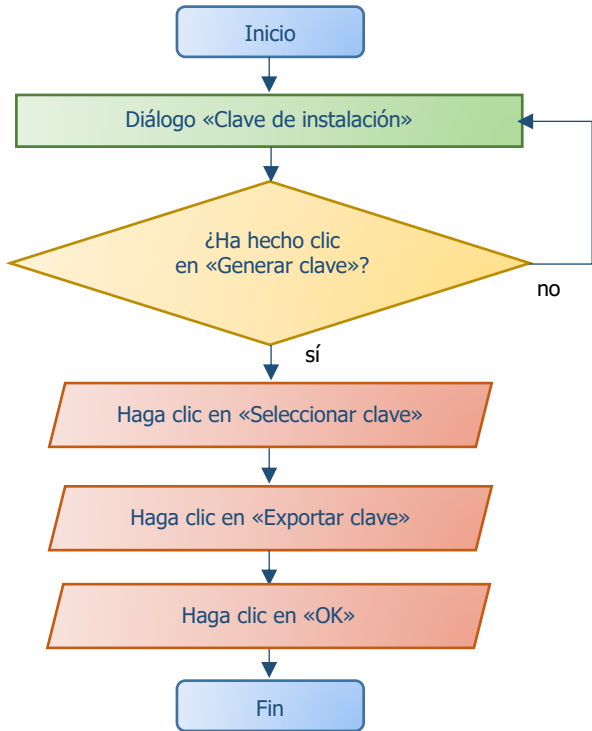 Inicio
Diálogo «Clave de instalación»
¿Ha hecho clic
en «Generar clave»?
no
sí
Haga clic en «Seleccionar clave»
Haga clic en «Exportar clave»
Haga clic en «OK»
Fin